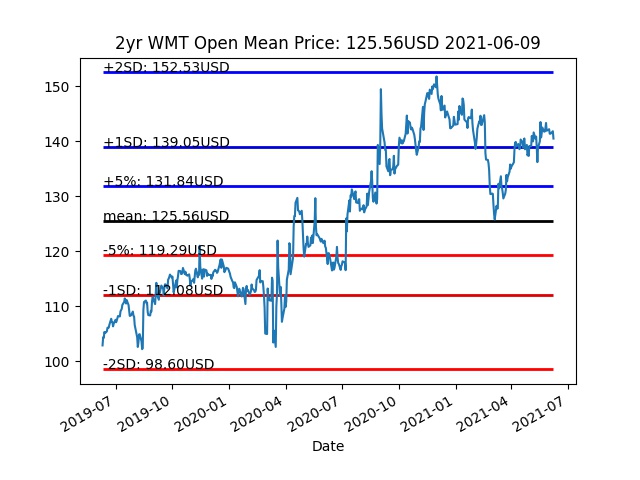 2yr WMT Open Mean Price: 125.56USD 2021-06-09
+2SD: 152.53USD
150
+1SD: 139.05USD
140
+5%: 131.84USD
130
mean: 125.56USD
120
-5%: 119.29USD
-1SD: 112.08USD
110
-2SD: 98.60USD
100
2019-07 2019-10 2020-01 2020-04 2020-07 2020-10 2021-01 2021-04 2021-07
Date